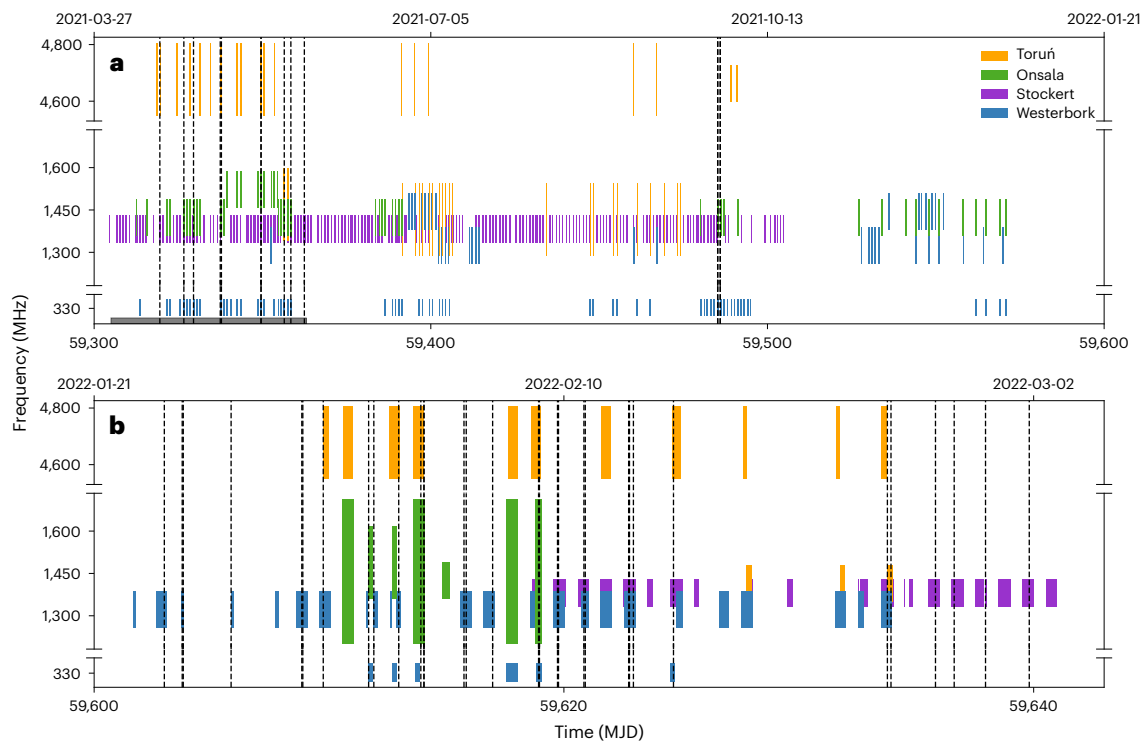 2021-03-27 2021-07-05 2021-10-13 2022-01-21
a
4,800
4,600
1,600
1,450
1,300
330
Toruń
Onsala
Stockert
Westerbork
59,300 59,400 59,500 59,600
Frequency (MHz)
2022-01-21 2022-02-10 2022-03-02
b
4,800
4,600
1,600
1,450
1,300
330
59,600 59,620 59,640
Time (MJD)